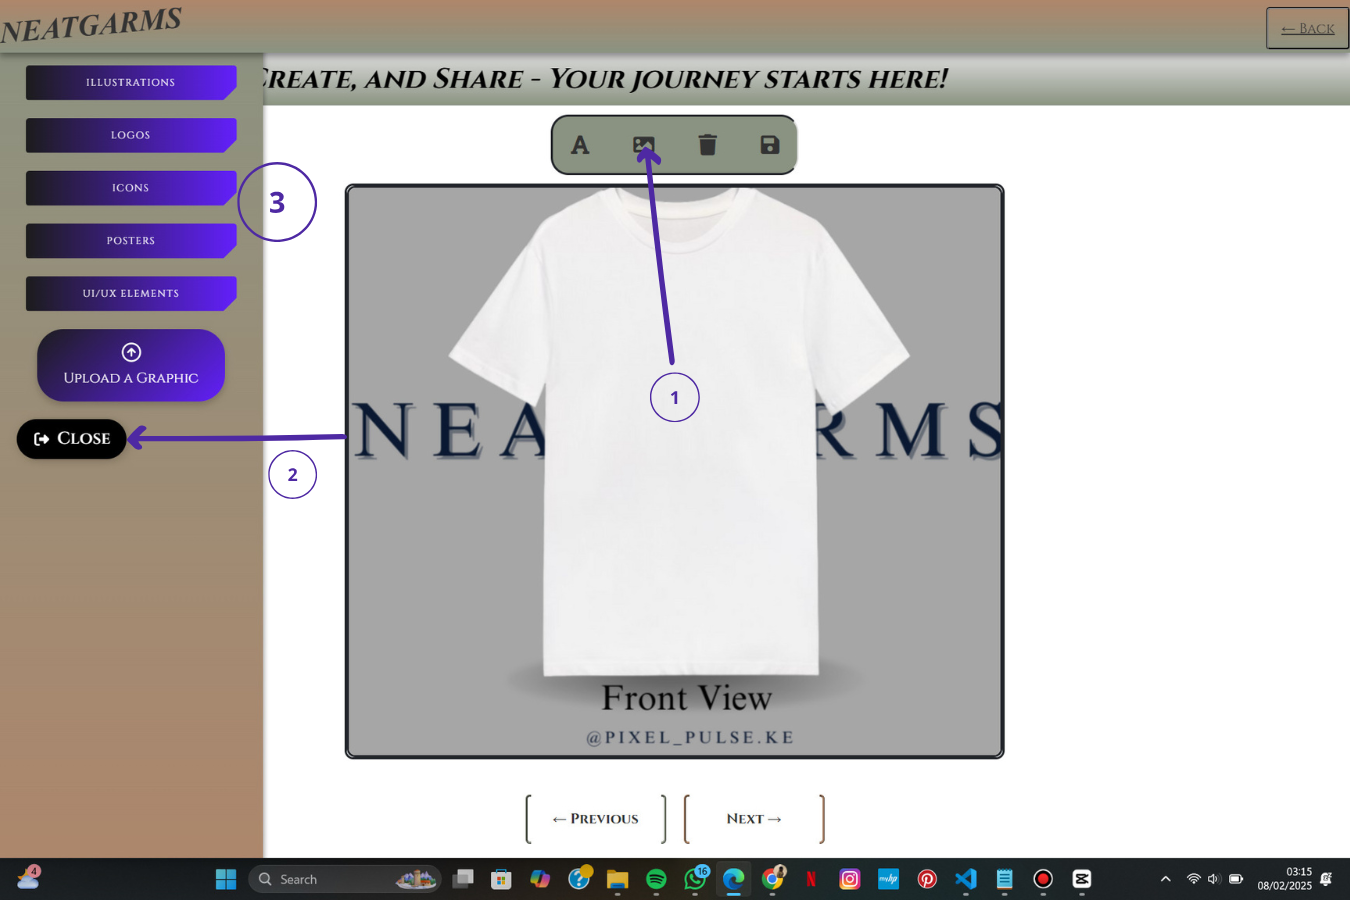 NEATGARMS
← Back
Create, and Share - Your journey starts here!
ILLUSTRATIONS
LOGOS
ICONS
POSTERS
UI/UX ELEMENTS
Upload a Graphic
Close
3
2
1
A
NEA RMS
Front View
@PIXEL_PULSE.KE
← Previous
Next →
4
Search
16
myhp
N
03:15
08/02/2025